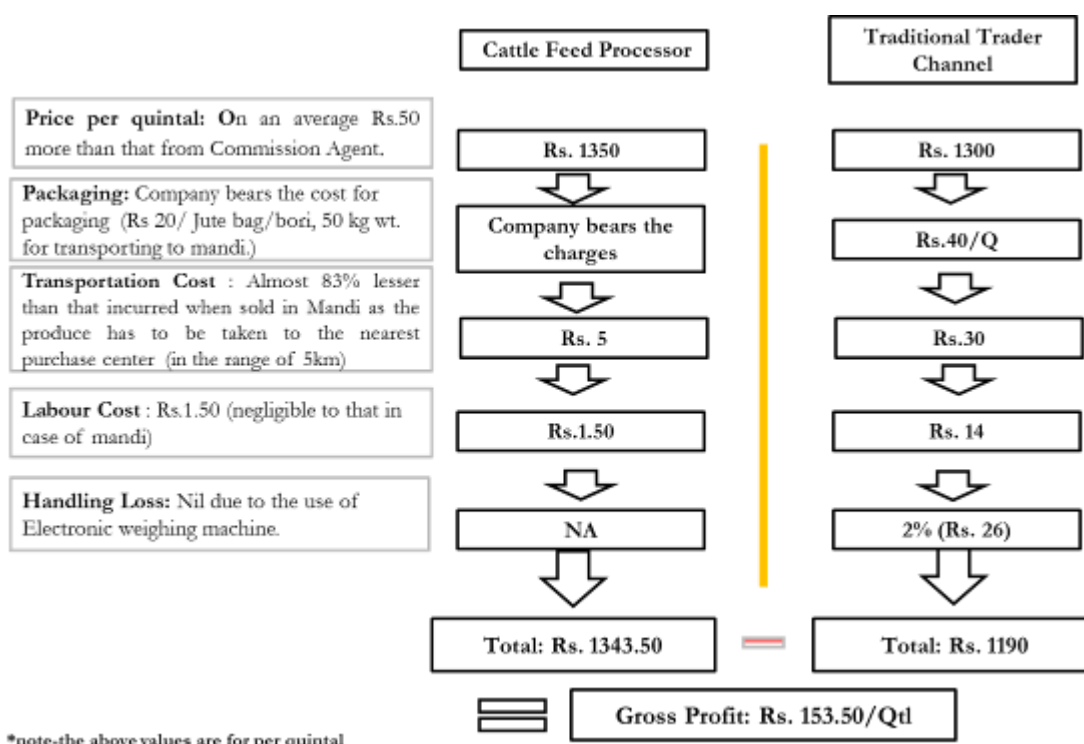 Cattle Feed Processor
Traditional Trader
Channel
Price per quintal: On an average Rs.50
more than that from Commission Agent.
Rs. 1350
Rs. 1300
Packaging: Company bears the cost for
packaging (Rs 20/ Jute bag/bori, 50 kg wt.
for transporting to mandi.)
Company bears the
charges
Rs.40/Q
Transportation Cost : Almost 83% lesser
than that incurred when sold in Mandi as the
produce has to be taken to the nearest
purchase center (in the range of 5km)
Rs. 5
Rs.30
Labour Cost : Rs.1.50 (negligible to that in
case of mandi)
Rs.1.50
Rs. 14
Handling Loss: Nil due to the use of
Electronic weighing machine.
NA
2% (Rs. 26)
Total: Rs. 1343.50
Total: Rs. 1190
Gross Profit: Rs. 153.50/Qtl
*note-the above values are for per quintal